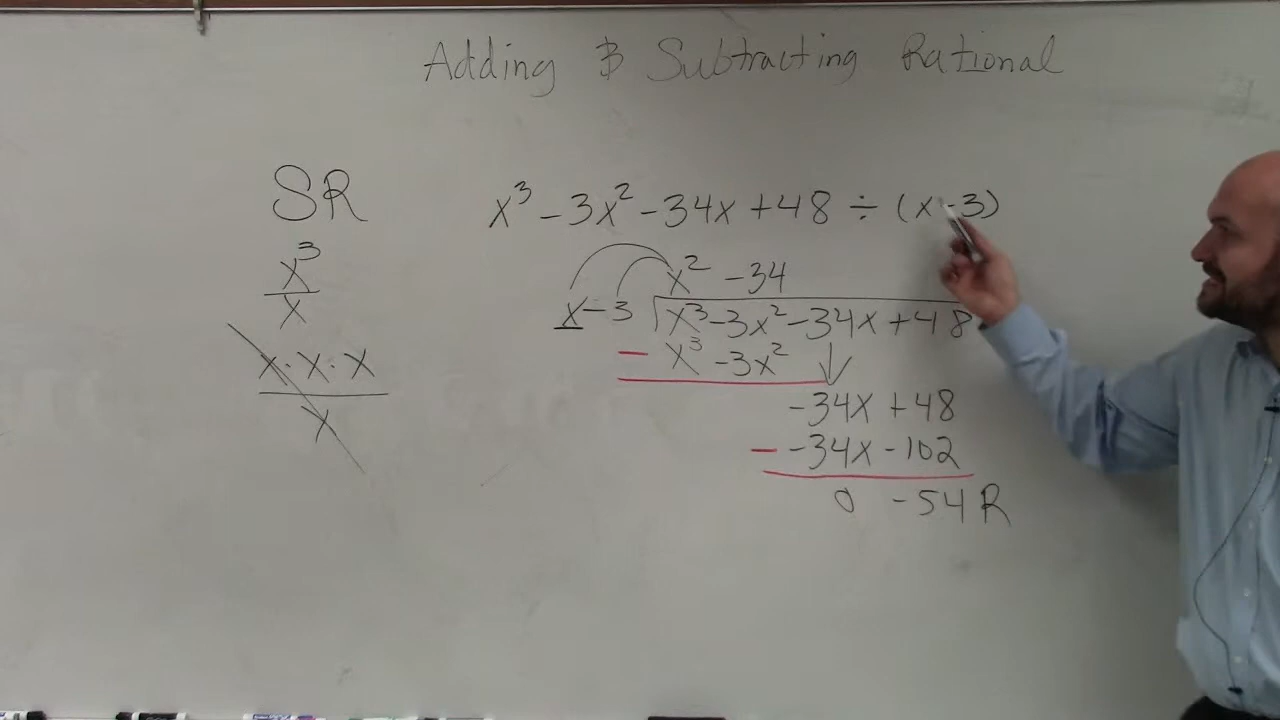 Adding & Subtracting Rational
SR
x³
x
x · x · x
x
x³ - 3x² - 34x + 48 ÷ (x - 3)
x² - 34
x - 3 x³ - 3x² - 34x + 48
- x³ - 3x²
-34x + 48
- -34x - 102
0 -54 R